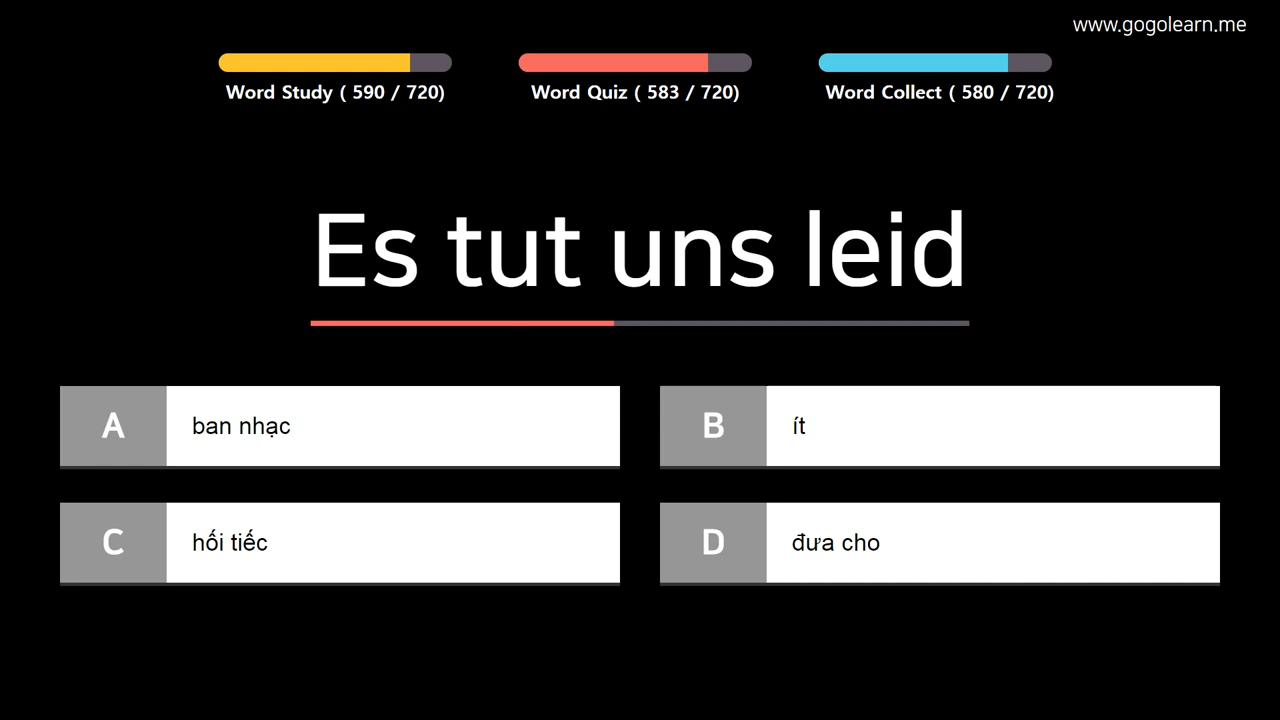 www.gogolearn.me
Word Study ( 590 / 720)
Word Quiz ( 583 / 720)
Word Collect ( 580 / 720)
Es tut uns leid
A
ban nhạc
B
ít
C
hối tiếc
D
đưa cho